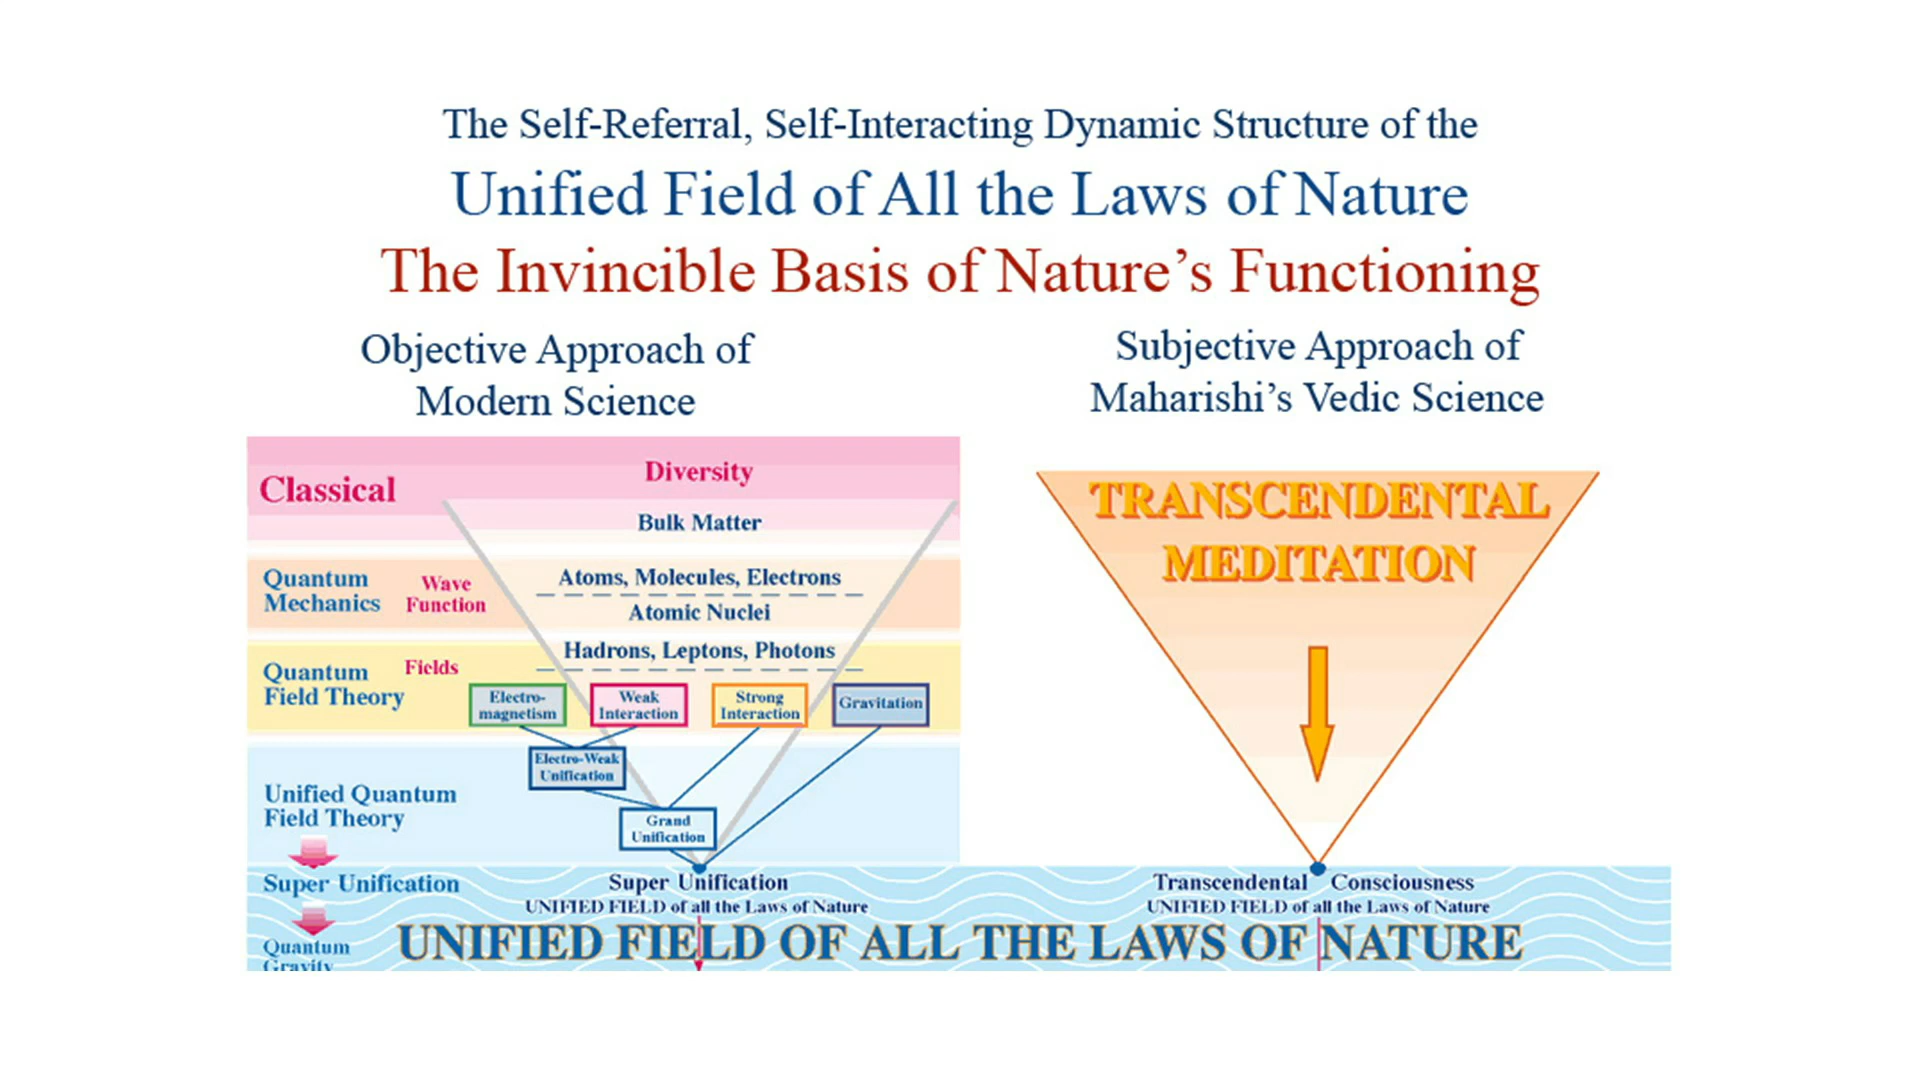 The Self-Referral, Self-Interacting Dynamic Structure of the
Unified Field of All the Laws of Nature
The Invincible Basis of Nature’s Functioning
Objective Approach of
Modern Science
Subjective Approach of
Maharishi’s Vedic Science
Classical
Diversity
Bulk Matter
Quantum
Mechanics
Wave
Function
Atoms, Molecules, Electrons
Atomic Nuclei
Quantum
Field Theory
Fields
Hadrons, Leptons, Photons
Electro-
magnetism
Weak
Interaction
Strong
Interaction
Gravitation
Electro-Weak
Unification
Unified Quantum
Field Theory
Grand
Unification
TRANSCENDENTAL
MEDITATION
Super Unification
Super Unification
UNIFIED FIELD of all the Laws of Nature
Transcendental Consciousness
UNIFIED FIELD of all the Laws of Nature
Quantum
Gravity
UNIFIED FIELD OF ALL THE LAWS OF NATURE